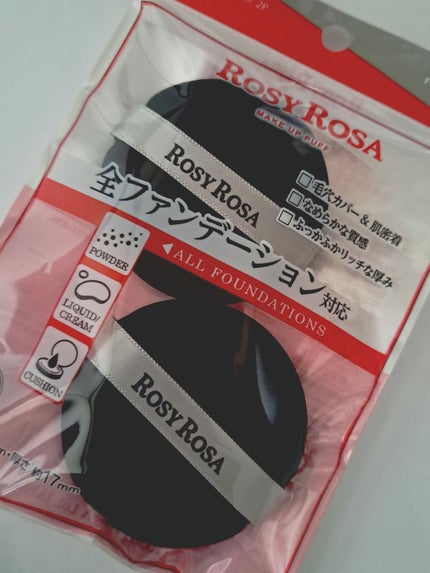 2P
ROSY ROSA
MAKE UP PUFF
ROSY ROSA
□毛穴カバー&肌密着
□なめらかな質感
□ふっかふかリッチな厚み
全ファンデーション対応
◀ALL FOUNDATIONS
POWDER
LIQUID/
CREAM
CUSHION
ROSY ROSA
m・厚さ 約17mm